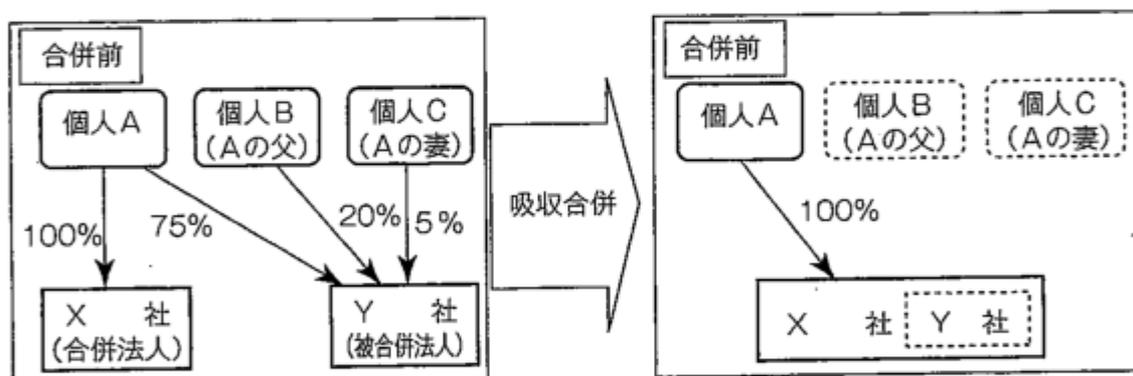 合併前
個人A
個人B
(Aの父)
個人C
(Aの妻)
100%
75%
20%
5%
X 社
(合併法人)
Y 社
(被合併法人)
吸収合併
合併前
個人A
個人B
(Aの父)
個人C
(Aの妻)
100%
X 社
Y 社